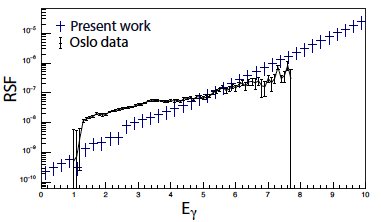 Present work
Oslo data
10⁻⁵
10⁻⁶
10⁻⁷
10⁻⁸
10⁻⁹
10⁻¹⁰
RSF
0 1 2 3 4 5 6 7 8 9 10
Eγ